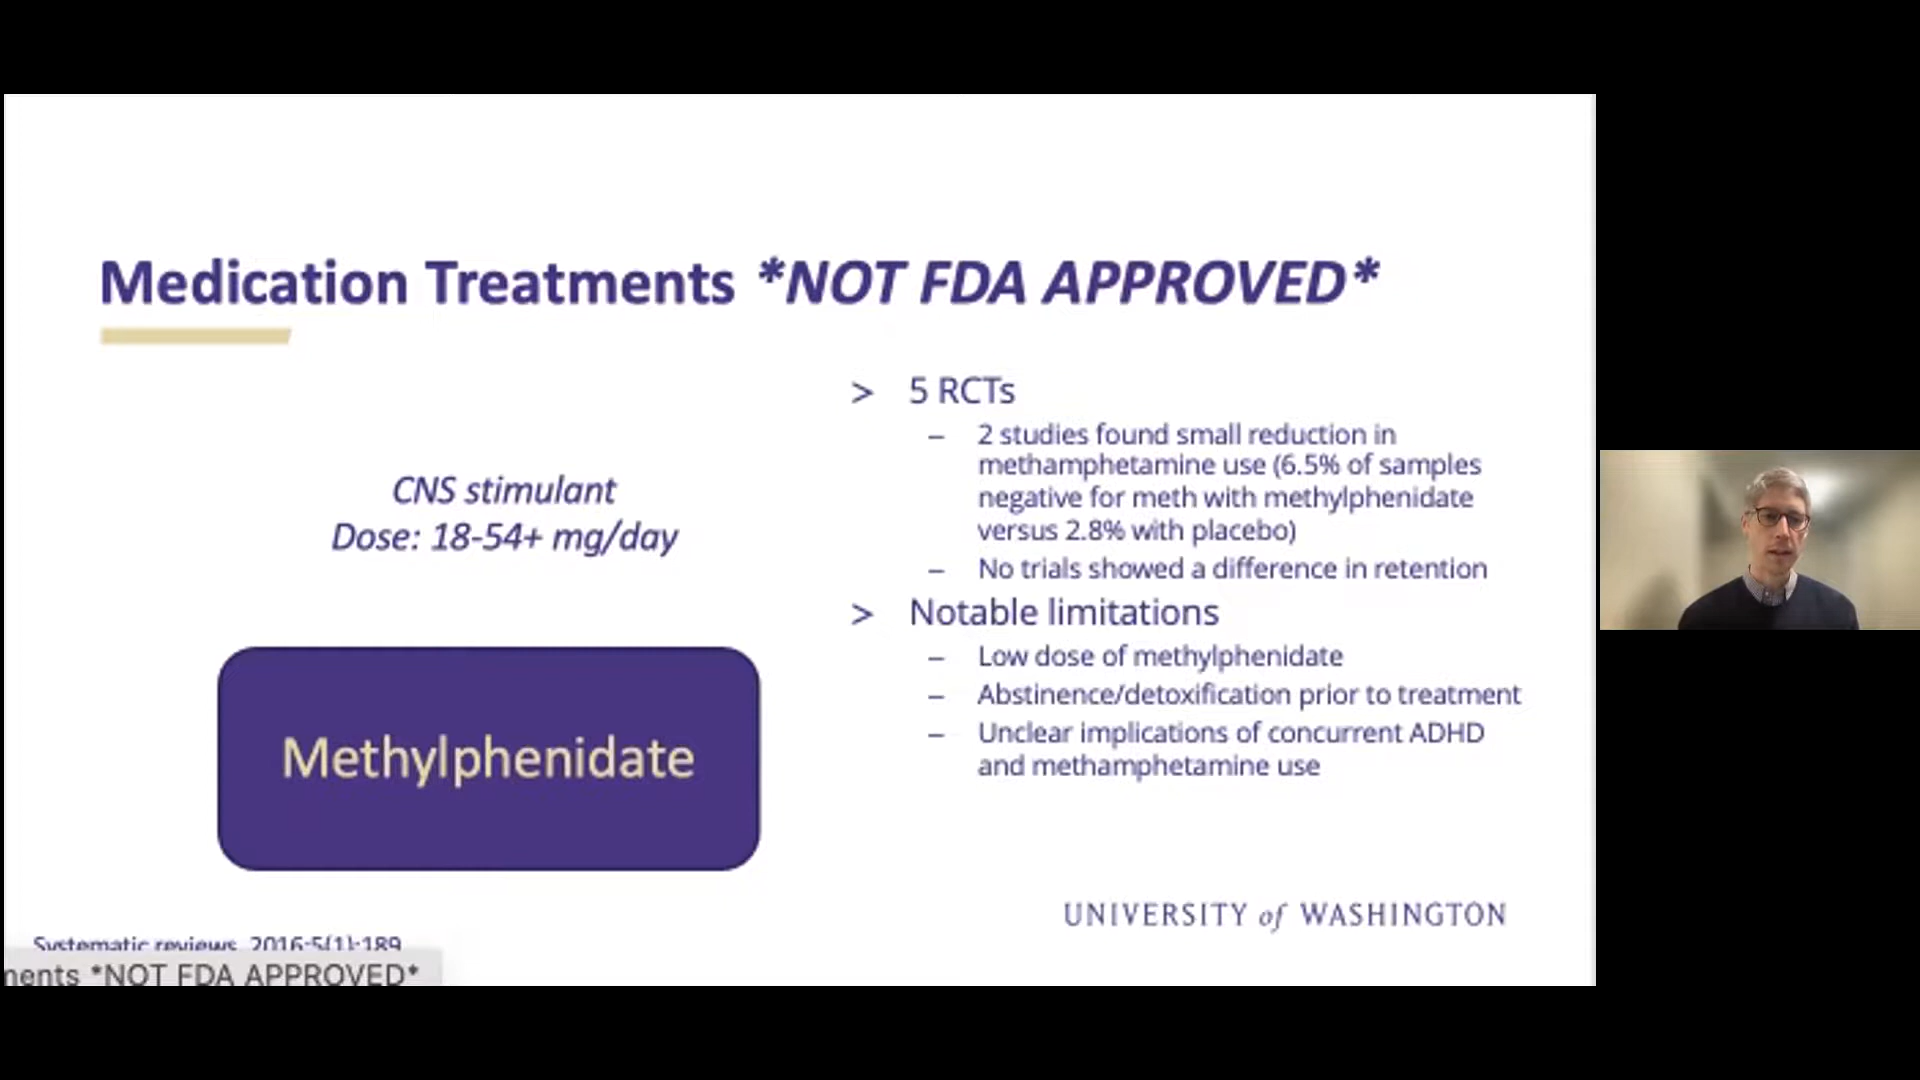 Medication Treatments *NOT FDA APPROVED*
CNS stimulant
Dose: 18-54+ mg/day
Methylphenidate
> 5 RCTs
– 2 studies found small reduction in
methamphetamine use (6.5% of samples
negative for meth with methylphenidate
versus 2.8% with placebo)
– No trials showed a difference in retention
> Notable limitations
– Low dose of methylphenidate
– Abstinence/detoxification prior to treatment
– Unclear implications of concurrent ADHD
and methamphetamine use
UNIVERSITY of WASHINGTON
Systematic reviews. 2016;5(1):189
ments *NOT FDA APPROVED*